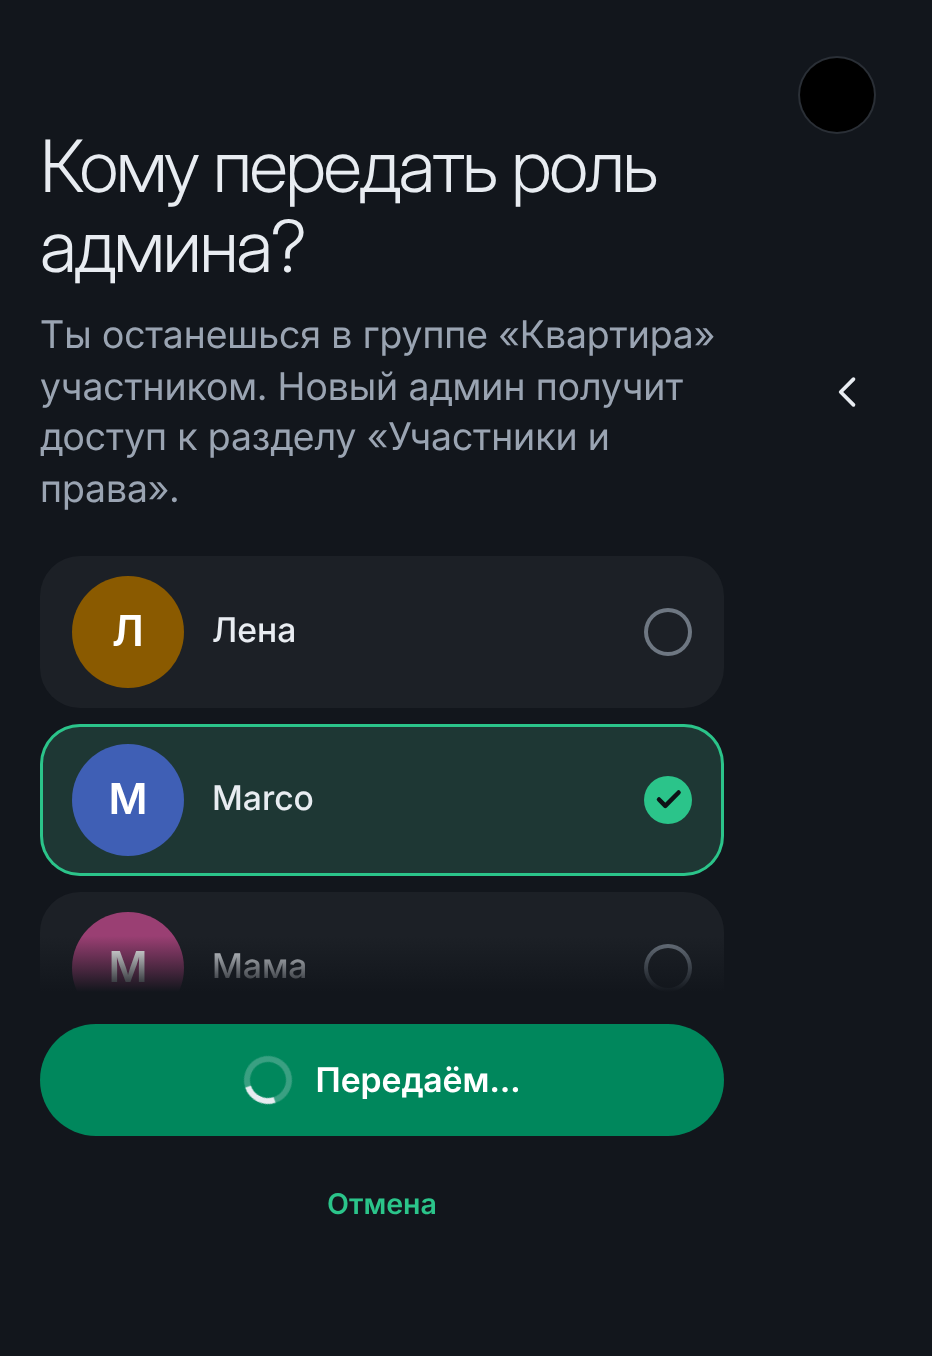 Кому передать роль
админа?
Ты останешься в группе «Квартира»
участником. Новый админ получит
доступ к разделу «Участники и
права».
Л Лена
M Marco
М Мама
Передаём...
Отмена